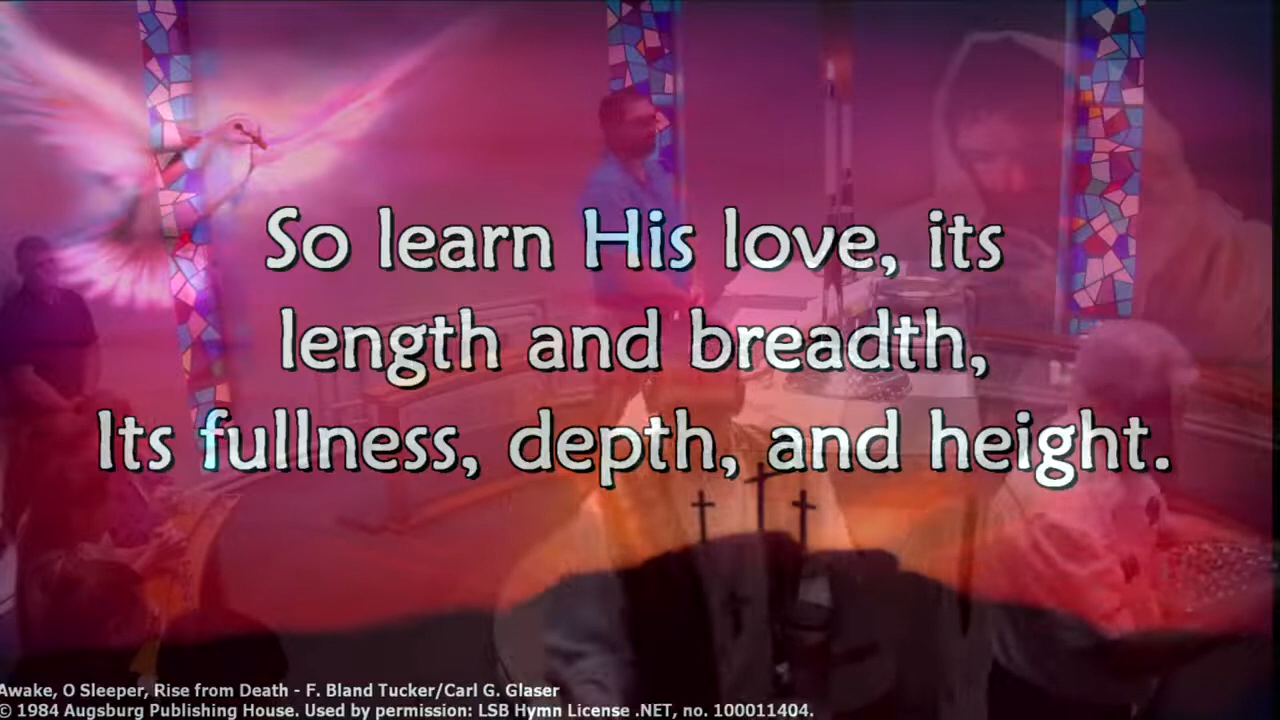 So learn His love, its
length and breadth,
Its fullness, depth, and height.
Awake, O Sleeper, Rise from Death - F. Bland Tucker/Carl G. Glaser
© 1984 Augsburg Publishing House. Used by permission: LSB Hymn License .NET, no. 100011404.